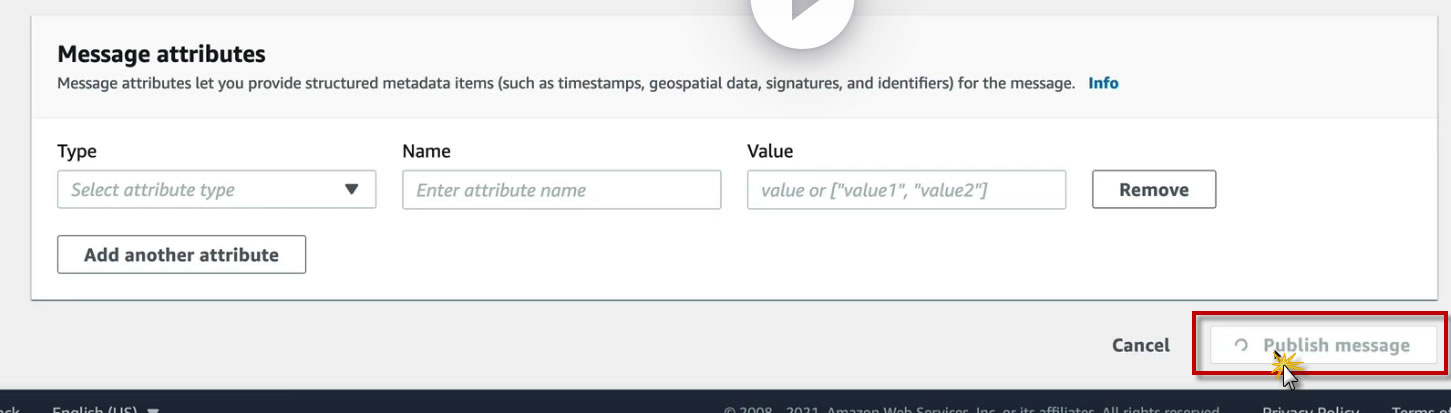 Message attributes
Message attributes let you provide structured metadata items (such as timestamps, geospatial data, signatures, and identifiers) for the message. Info
Type Name Value
Select attribute type Enter attribute name value or ["value1", "value2"] Remove
Add another attribute
Cancel Publish message
English (US) © 2008 - 2021, Amazon Web Services, Inc. or its affiliates. All rights reserved. Privacy Policy Terms